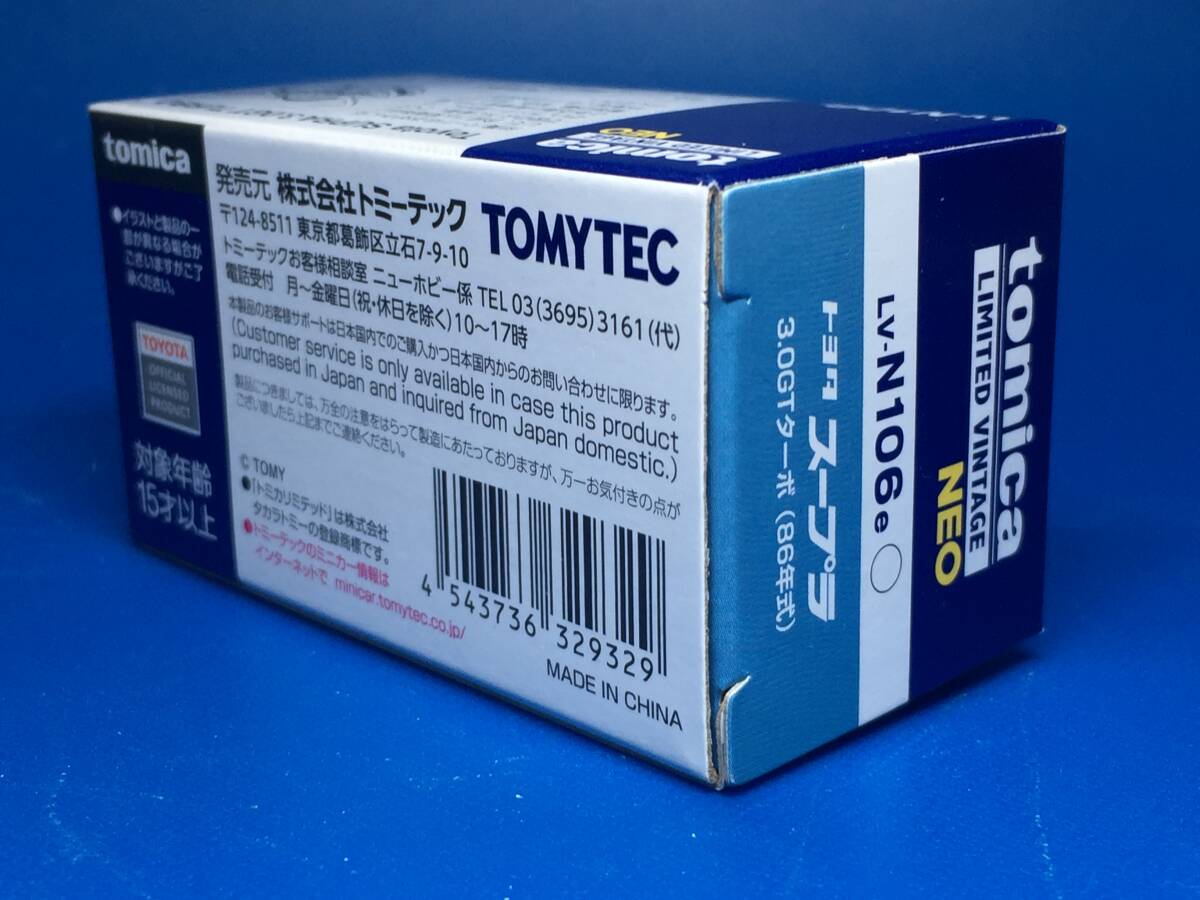 tomica
●イラストと製品の一
部が異なる場合が
ございますがご了
承ください。
TOYOTA
OFFICIAL
LICENSED
PRODUCT
対象年齢
15才以上
発売元 株式会社トミーテック
TOMYTEC
〒124-8511 東京都葛飾区立石7-9-10
トミーテックお客様相談室 ニューホビー係 TEL 03(3695)3161(代)
電話受付 月〜金曜日(祝・休日を除く)10〜17時
本製品のお客様サポートは日本国内でのご購入かつ日本国内からのお問い合わせに限ります。
(Customer service is only available in case this product
purchased in Japan and inquired from Japan domestic.)
製品につきましては、万全の注意をはらって製造にあたっておりますが、万一お気付きの点が
ございましたら上記までご連絡ください。
© TOMY
●「トミカリミテッド」は株式会社
タカラトミーの登録商標です。
●トミーテックのミニカー情報は
インターネットで minicar.tomytec.co.jp/
4 543736 329329
MADE IN CHINA
tomica
LIMITED VINTAGE
NEO
トヨタ スープラ
3.0GTターボ (86年式)
LV-N106e
tomica
LIMITED VINTAGE
NEO